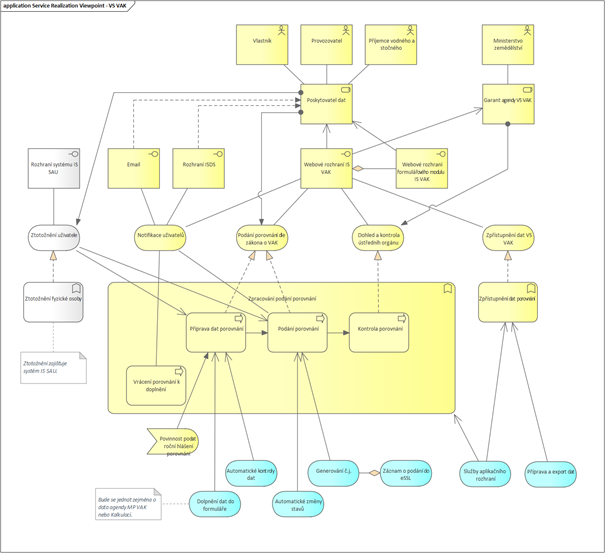 application Service Realization Viewpoint - VS VAK
Vlastník
Provozovatel
Příjemce vodného a
stočného
Ministerstvo
zemědělství
Poskytovatel dat
Garant agendy VS VAK
Rozhraní systému IS
SAU
Email
Rozhraní ISDS
Webové rozhraní IS
VAK
Webové rozhraní
formulářového modulu
IS VAK
Ztotožnění uživatele
Notifikace uživatelů
Podání porovnání dle
zákona o VAK
Dohled a kontrola
ústředních orgánu
Zpřístupnění dat VS
VAK
Ztotožnění fyzické osoby
Zpracování podání porovnání
Zpřístupnění dat porovnání
Příprava dat porovnání
Podání porovnání
Kontrola porovnání
Ztotožnění zajišťuje
systém IS SAU.
Vrácení porovnání k
doplnění
Povinnost podat
roční hlášení
porovnání
Automatické kontroly
dat
Generování č.j.
Záznam o podání do
eSSL
Služby aplikačního
rozhraní
Příprava a export dat
Bude se jednat zejména o
data agendy MP VAK
nebo Kalkulací.
Dolpnění dat do
formuláře
Automatické změny
stavů